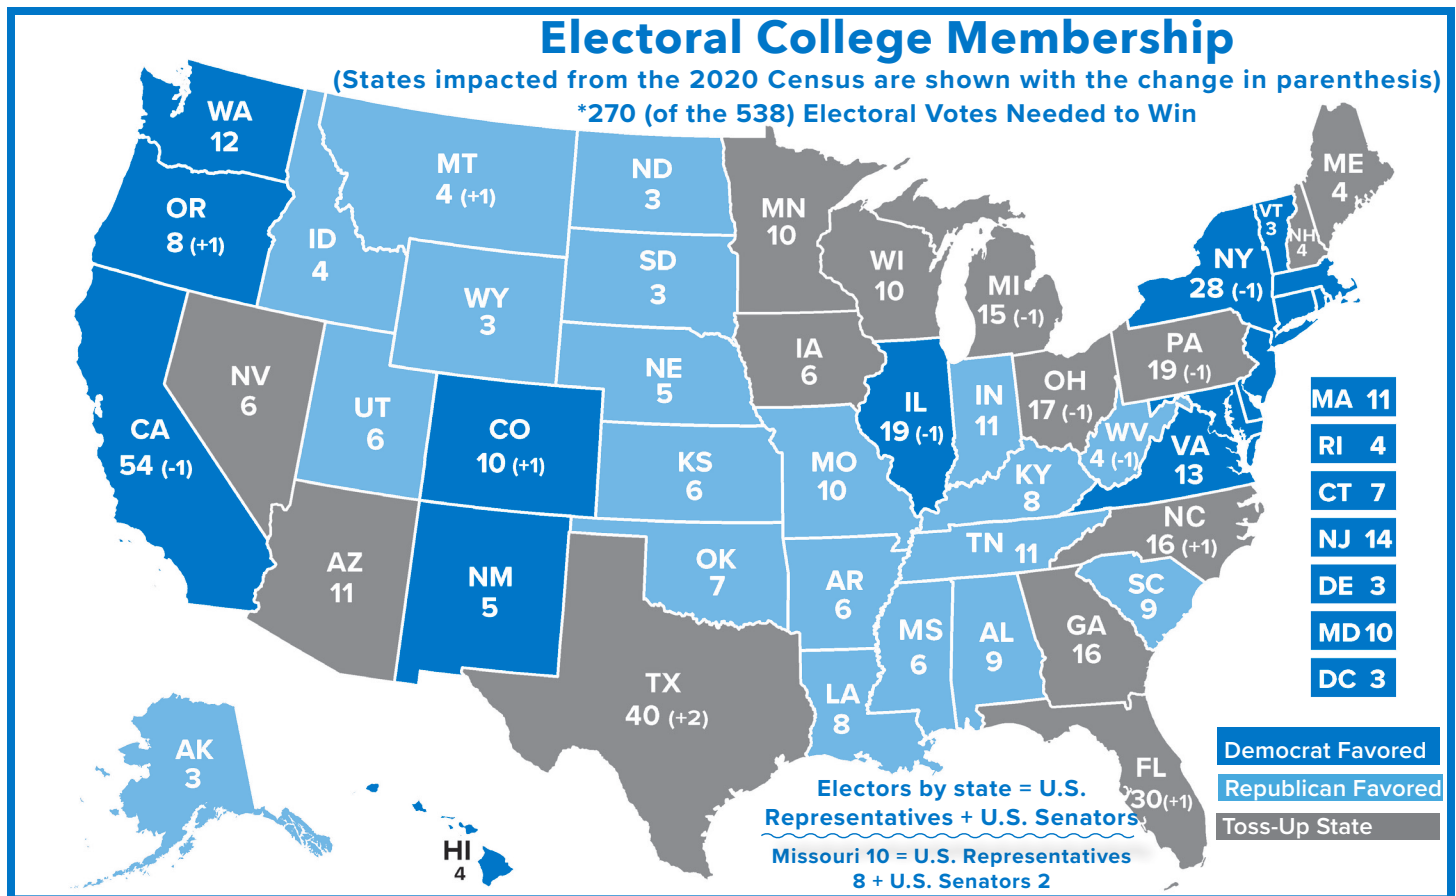 Electoral College Membership
(States impacted from the 2020 Census are shown with the change in parenthesis)
*270 (of the 538) Electoral Votes Needed to Win
WA
12
OR
8 (+1)
CA
54 (-1)
ID
4
MT
4 (+1)
WY
3
NV
6
UT
6
CO
10 (+1)
AZ
11
NM
5
ND
3
SD
3
NE
5
KS
6
OK
7
TX
40 (+2)
MN
10
IA
6
MO
10
AR
6
LA
8
WI
10
IL
19 (-1)
MI
15 (-1)
IN
11
OH
17 (-1)
KY
8
TN 11
MS
6
AL
9
GA
16
FL
30(+1)
SC
9
NC
16 (+1)
VA
13
WV
4 (-1)
PA
19 (-1)
NY
28 (-1)
VT
3
NH
4
ME
4
MA 11
RI 4
CT 7
NJ 14
DE 3
MD 10
DC 3
AK
3
HI
4
Electors by state = U.S.
Representatives + U.S. Senators
Missouri 10 = U.S. Representatives
8 + U.S. Senators 2
Democrat Favored
Republican Favored
Toss-Up State